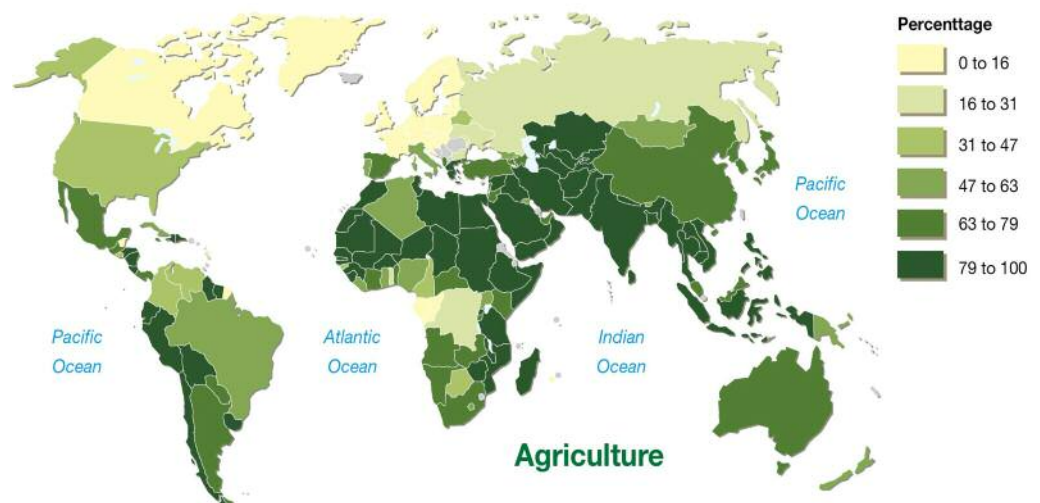 Percenttage
0 to 16
16 to 31
31 to 47
47 to 63
63 to 79
79 to 100
Pacific
Ocean
Pacific
Ocean
Atlantic
Ocean
Indian
Ocean
Agriculture